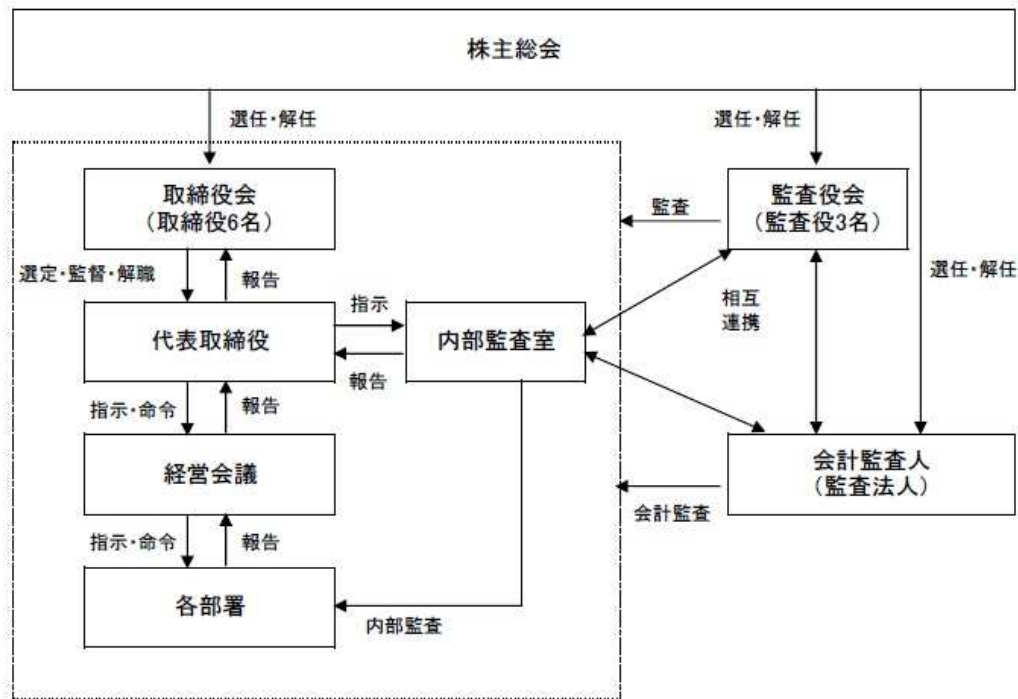 株主総会
選任・解任
選任・解任
選任・解任
取締役会
(取締役6名)
監査役会
(監査役3名)
監査
選定・監督・解職
報告
相互
連携
代表取締役
指示
報告
内部監査室
指示・命令
報告
経営会議
会計監査人
(監査法人)
会計監査
指示・命令
報告
各部署
内部監査